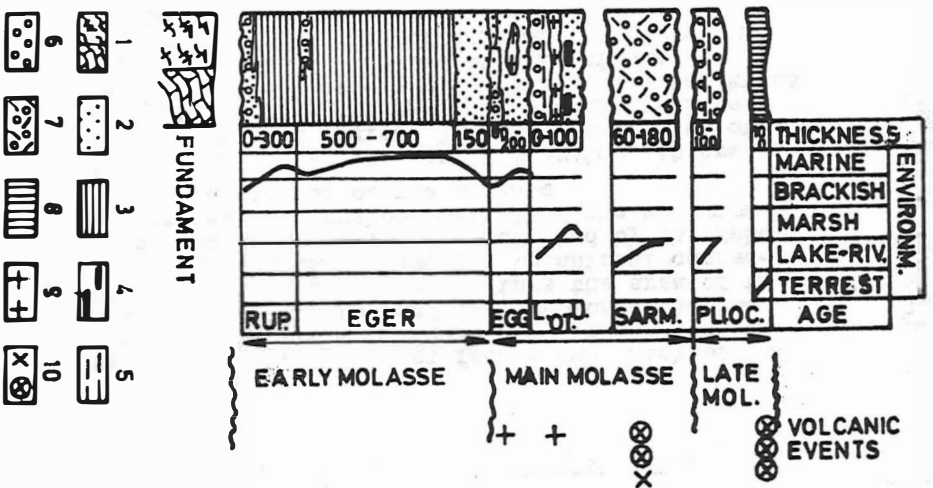 6 1
7 2
8 3
9 4
10 5
FUNDAMENT
0-300 500 - 700 150 200 0-100 60-180 0-100 THICKNESS
MARINE
BRACKISH
MARSH
LAKE-RIV.
TERREST
ENVIRONM.
RUP. EGER EGG L. OT. U. SARM. PLIOC. AGE
EARLY MOLASSE MAIN MOLASSE LATE MOL.
VOLCANIC
EVENTS